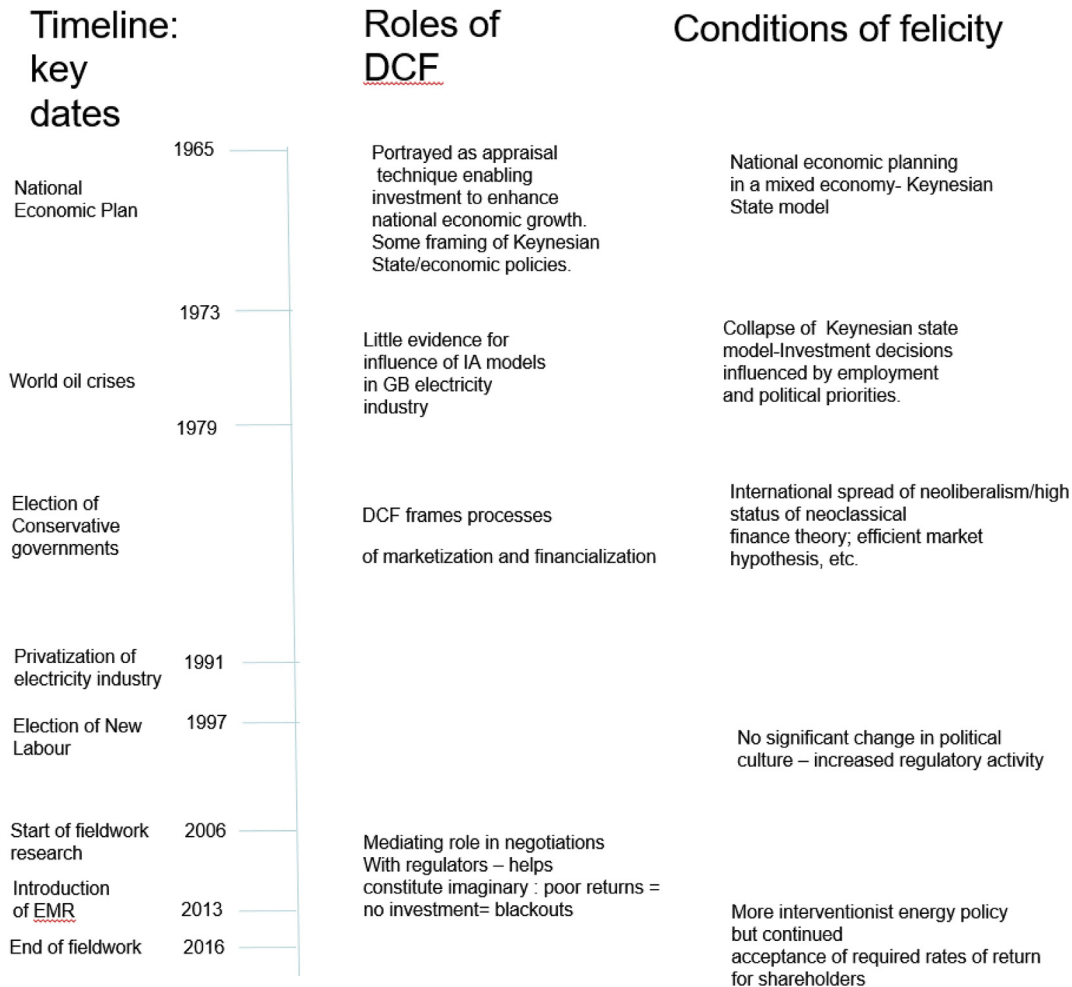 Timeline:
key
dates
Roles of
DCF
Conditions of felicity
1965
National
Economic Plan
Portrayed as appraisal
technique enabling
investment to enhance
national economic growth.
Some framing of Keynesian
State/economic policies.
National economic planning
in a mixed economy- Keynesian
State model
1973
World oil crises
Little evidence for
influence of IA models
in GB electricity
industry
Collapse of Keynesian state
model-Investment decisions
influenced by employment
and political priorities.
1979
Election of
Conservative
governments
DCF frames processes
of marketization and financialization
International spread of neoliberalism/high
status of neoclassical
finance theory; efficient market
hypothesis, etc.
Privatization of
electricity industry
1991
Election of New
Labour
1997
No significant change in political
culture – increased regulatory activity
Start of fieldwork
research
2006
Mediating role in negotiations
With regulators – helps
constitute imaginary : poor returns =
no investment= blackouts
Introduction
of EMR
2013
End of fieldwork
2016
More interventionist energy policy
but continued
acceptance of required rates of return
for shareholders